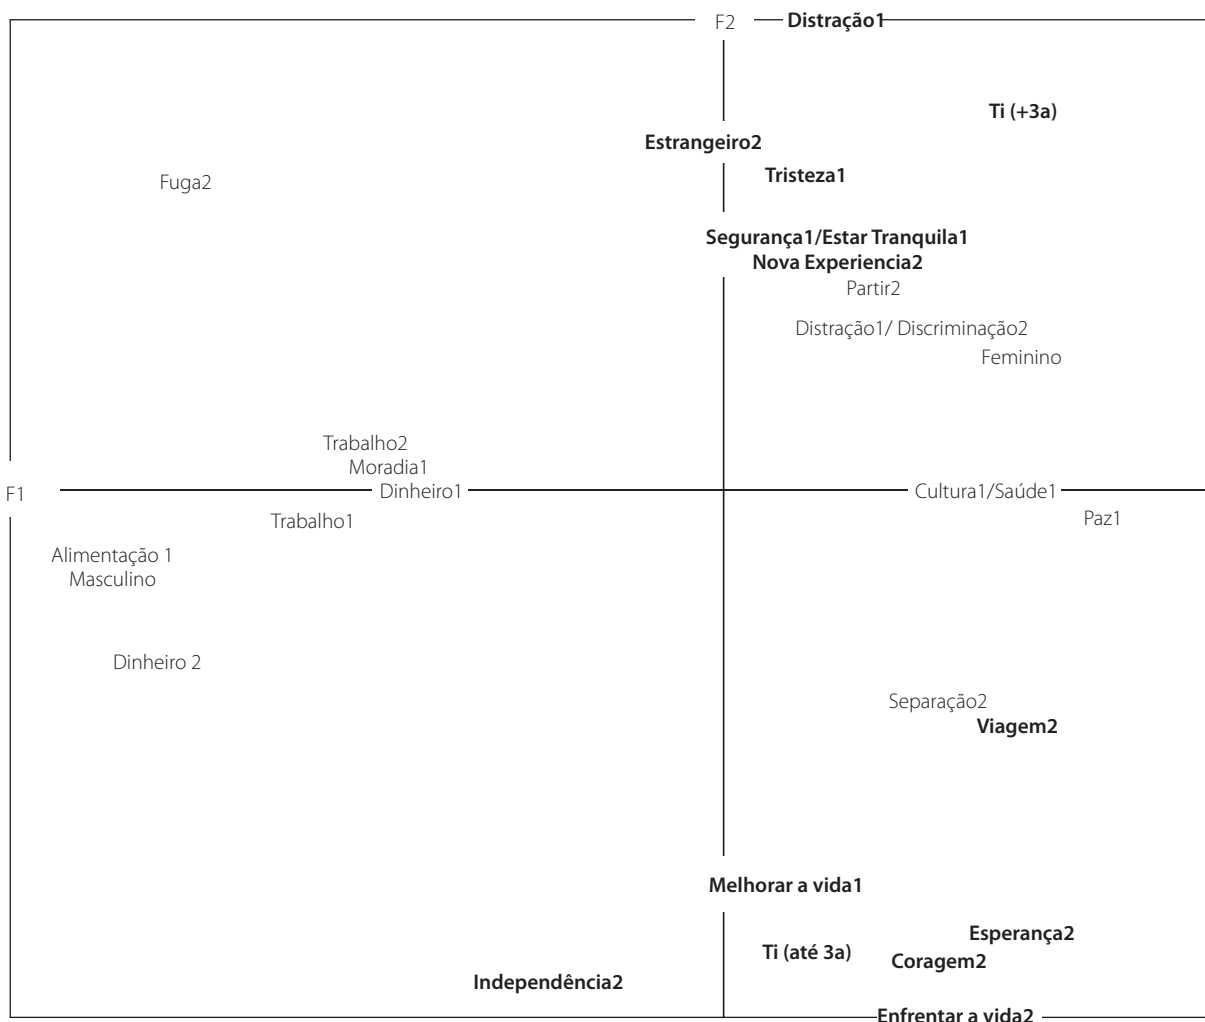 F2
Distração1
Ti (+3a)
Estrangeiro2
Tristeza1
Fuga2
Segurança1/Estar Tranquila1
Nova Experiencia2
Partir2
Distração1/ Discriminação2
Feminino
Trabalho2
Moradia1
F1
Dinheiro1
Cultura1/Saúde1
Trabalho1
Paz1
Alimentação 1
Masculino
Dinheiro 2
Separação2
Viagem2
Melhorar a vida1
Esperança2
Ti (até 3a)
Coragem2
Independência2
Enfrentar a vida2